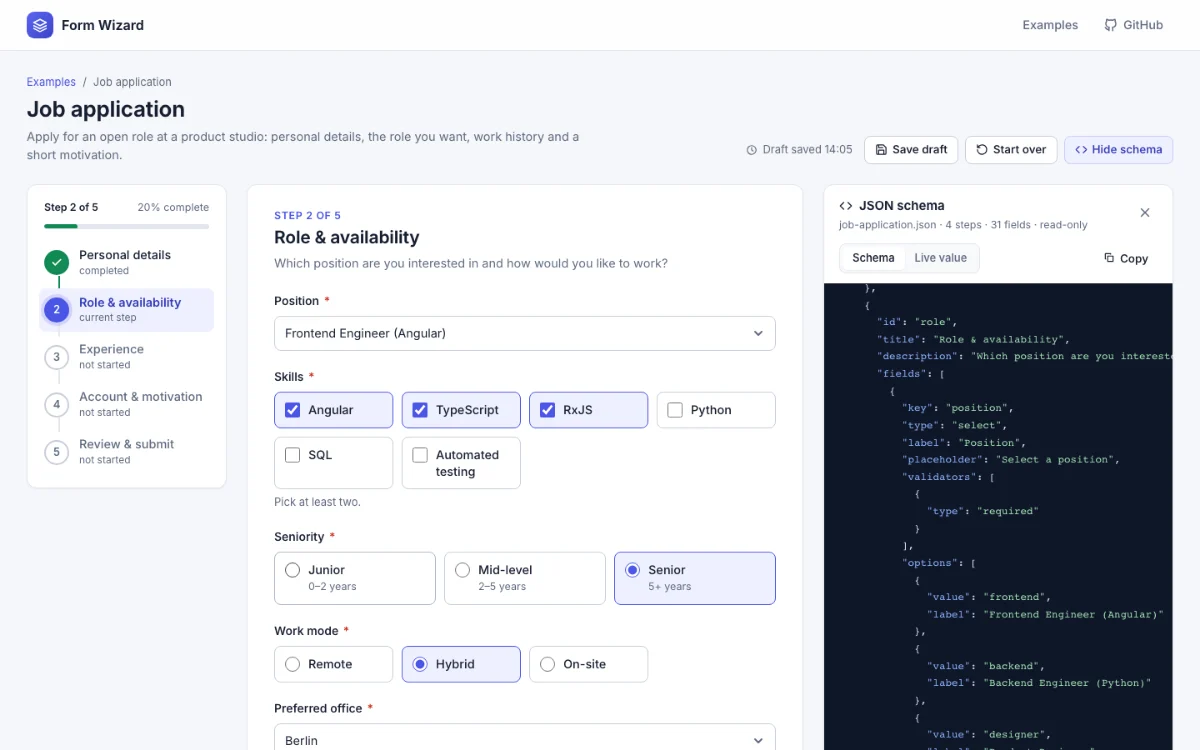 Form Wizard
Examples
GitHub
Examples / Job application
Job application
Apply for an open role at a product studio: personal details, the role you want, work history and a
short motivation.
Draft saved 14:05
Save draft
Start over
Hide schema
Step 2 of 5
20% complete
Personal details
completed
2
Role & availability
current step
3
Experience
not started
4
Account & motivation
not started
5
Review & submit
not started
STEP 2 OF 5
Role & availability
Which position are you interested in and how would you like to work?
Position *
Frontend Engineer (Angular)
Skills *
Angular
TypeScript
RxJS
Python
SQL
Automated
testing
Pick at least two.
Seniority *
Junior
0–2 years
Mid-level
2–5 years
Senior
5+ years
Work mode *
Remote
Hybrid
On-site
Preferred office *
Berlin
JSON schema
job-application.json · 4 steps · 31 fields · read-only
Schema
Live value
Copy
},
{
"id": "role",
"title": "Role & availability",
"description": "Which position are you
"fields": [
{
"key": "position",
"type": "select",
"label": "Position",
"placeholder": "Select a position",
"validators": [
{
"type": "required"
}
],
"options": [
{
"value": "frontend",
"label": "Frontend Engineer (Angular)"
},
{
"value": "backend",
"label": "Backend Engineer (Python)"
},
{
"value": "designer",